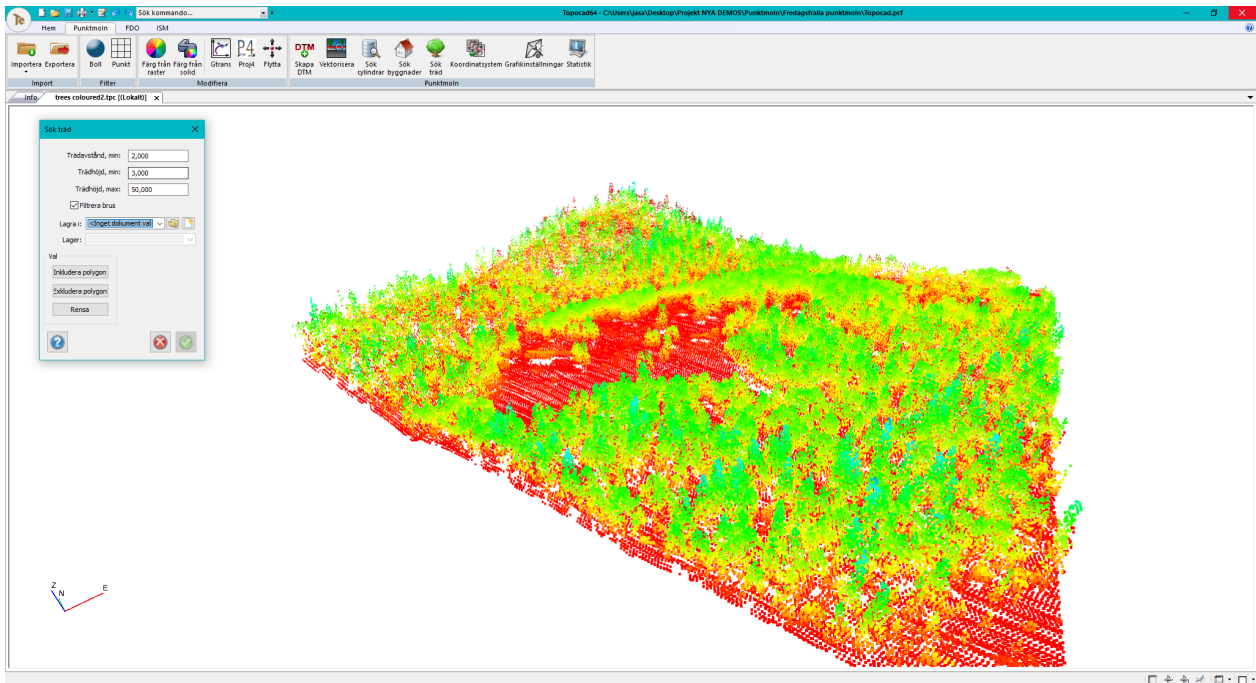 Te
Sök kommando...
Topocad64 - C:\Users\jasa\Desktop\Projekt NYA DEMOS\Punktmoln\Fredagsfralla punktmoln\Topocad.pcf
Hem Punktmoln FDO ISM
Importera Exportera Boll Punkt Färg från raster Färg från solid Gtrans Proj4 Flytta Skapa DTM Vektorisera Sök cylindrar Sök byggnader Sök träd Koordinatsystem Grafikinställningar Statistik
Import Filter Modifiera Punktmoln
Info trees coloured2.tpc [(Lokalt)] x
Sök träd
Trädavstånd, min: 2,000
Trädhöjd, min: 3,000
Trädhöjd, max: 50,000
Filtrera brus
Lagra i: <Inget dokument val
Lager:
Val
Inkludera polygon
Exkludera polygon
Rensa
Z
N
E